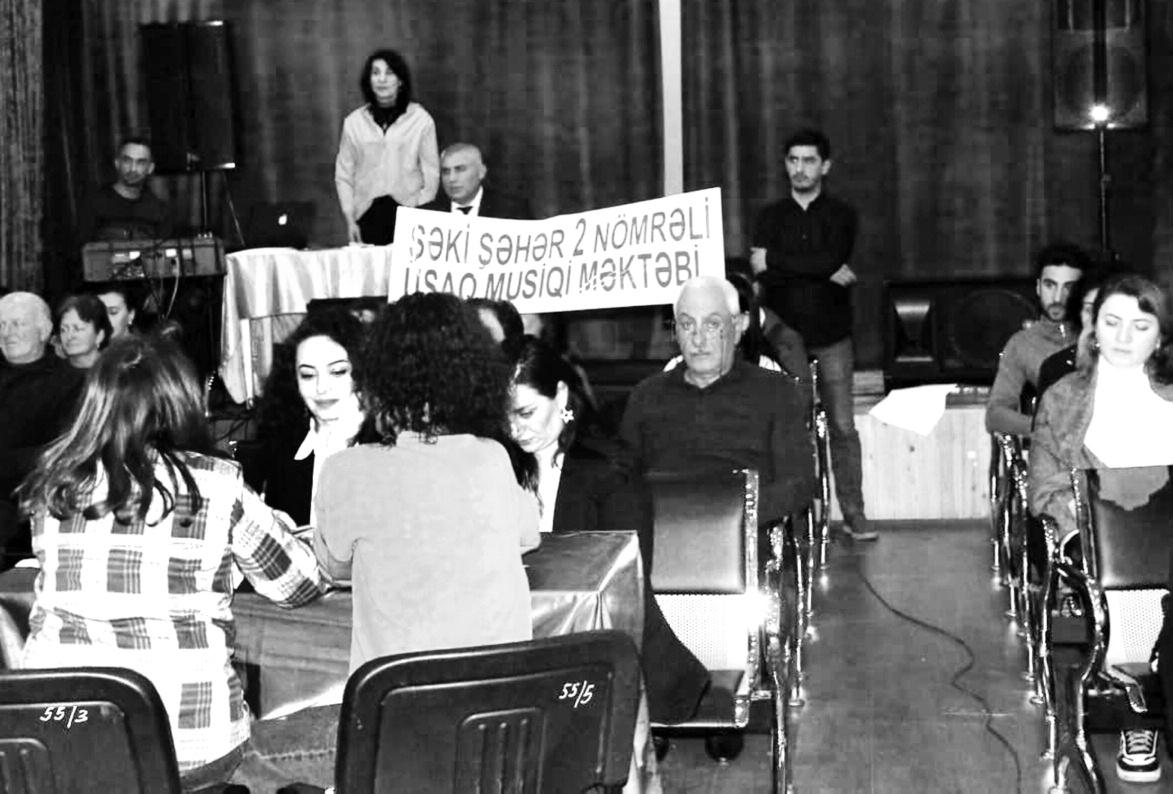 ŞƏKİ ŞƏHƏR 2 NÖMRƏLİ
UŞAQ MUSİQİ MƏKTƏBİ
55/3
55/5